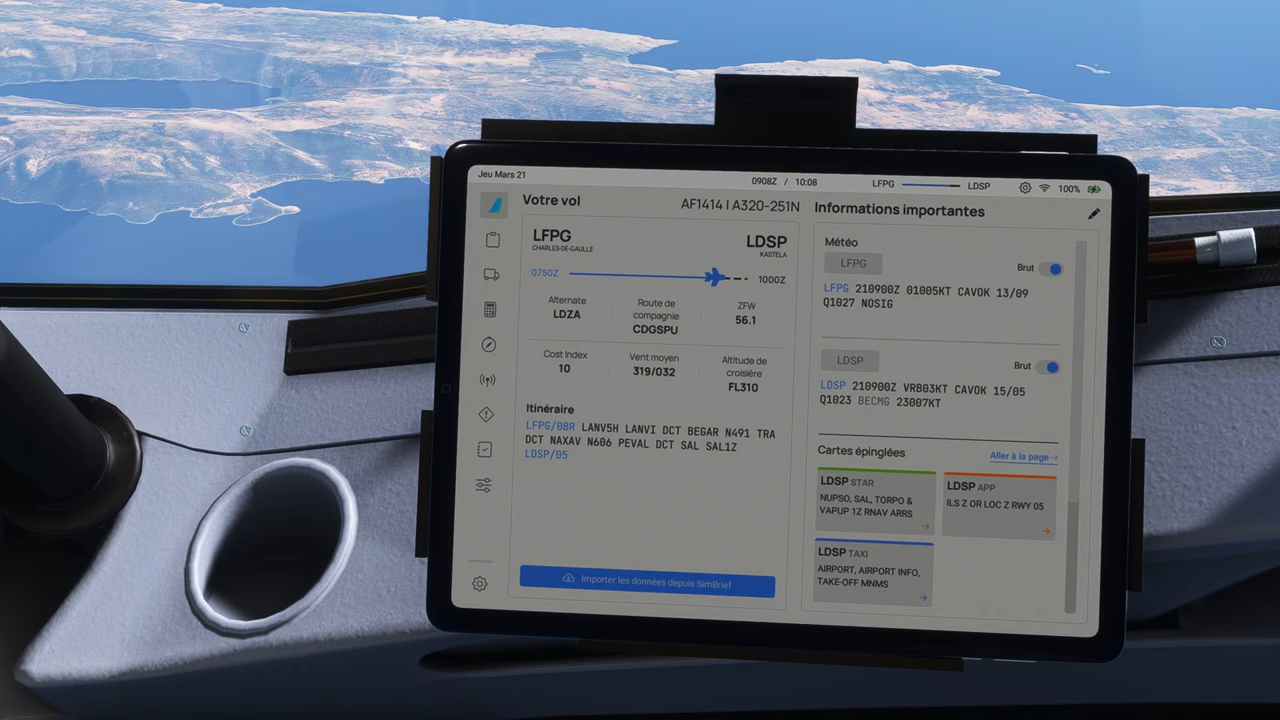 Jeu Mars 21
0908Z / 10:08
LFPG LDSP
100%
Votre vol
AF1414 | A320-251N
LFPG
CHARLES-DE-GAULLE
LDSP
KASTELA
0750Z
1000Z
Alternate
LDZA
Route de
compagnie
CDGSPU
ZFW
56.1
Cost Index
10
Vent moyen
319/032
Altitude de
croisière
FL310
Itinéraire
LFPG/08R LANV5H LANVI DCT BEGAR N491 TRA
DCT NAXAV N606 PEVAL DCT SAL SAL1Z
LDSP/05
Importer les données depuis SimBrief
Informations importantes
Météo
LFPG
Brut
LFPG 210900Z 01005KT CAVOK 13/09
Q1027 NOSIG
LDSP
Brut
LDSP 210900Z VRB03KT CAVOK 15/05
Q1023 BECMG 23007KT
Cartes épinglées
Aller à la page→
LDSP STAR
NUPSO, SAL, TORPO &
VAPUP 1Z RNAV ARRS
LDSP APP
ILS Z OR LOC Z RWY 05
LDSP TAXI
AIRPORT, AIRPORT INFO,
TAKE-OFF MNMS